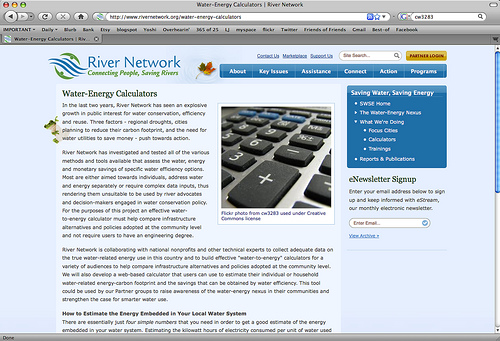 Water-Energy Calculators | River Network
http://www.rivernetwork.org/water-energy-calculators
cw3283
IMPORTANT Daily Burb Bank Etsy blogspot Yoshi Overhearin' 365 of 25 LJ myspace flickr Twitter Friends of Friends Gmail Best-of Facebook
Water-Energy Calculators | River...
River Network
Connecting People, Saving Rivers
Contact Us Marketplace Support Us
Site Search...
PARTNER LOGIN
About Key Issues Assistance Connect Action Programs
Water-Energy Calculators
In the last two years, River Network has seen an explosive
growth in public interest for water conservation, efficiency
and reuse. Three factors - regional droughts, cities
planning to reduce their carbon footprint, and the need for
water utilities to save money - push towards action.
River Network has investigated and tested all of the various
methods and tools available that assess the water, energy
and monetary savings of specific water efficiency options.
Most are either aimed towards individuals, address water
and energy separately or require complex data inputs, thus
rendering them unsuitable to be used by river advocates
and decision-makers engaged in water conservation policy.
For the purposes of this project an effective water-
to-energy calculator must help compare infrastructure
alternatives and policies adopted at the community level
and not require users to have an engineering degree.
Flickr photo from cw3283 used under Creative
Commons license
River Network is collaborating with national nonprofits and other technical experts to collect adequate data on
the true water-related energy use in this country and to build effective "water-to-energy" calculators for a
variety of audiences to help compare infrastructure alternatives and policies adopted at the community level.
We will also develop a web-based calculator that users can use to estimate their individual or household
water-related energy-carbon footprint and the savings that can be obtained by water efficiency. This tool
could be used by our Partner groups to raise awareness of the water-energy nexus in their communities and
strengthen the case for smarter water use.
How to Estimate the Energy Embedded in Your Local Water System
There are essentially just four simple numbers that you need in order to get a good estimate of the energy
embedded in your water system. Estimating the kilowatt hours of electricity consumed per unit of water used
Saving Water, Saving Energy
SWSE Home
The Water-Energy Nexus
What We're Doing
Focus Cities
Calculators
Trainings
Reports & Publications
eNewsletter Signup
Enter your email address below to sign
up and keep informed with eStream,
our monthly electronic newsletter.
Enter Email...
View Archive »
Done